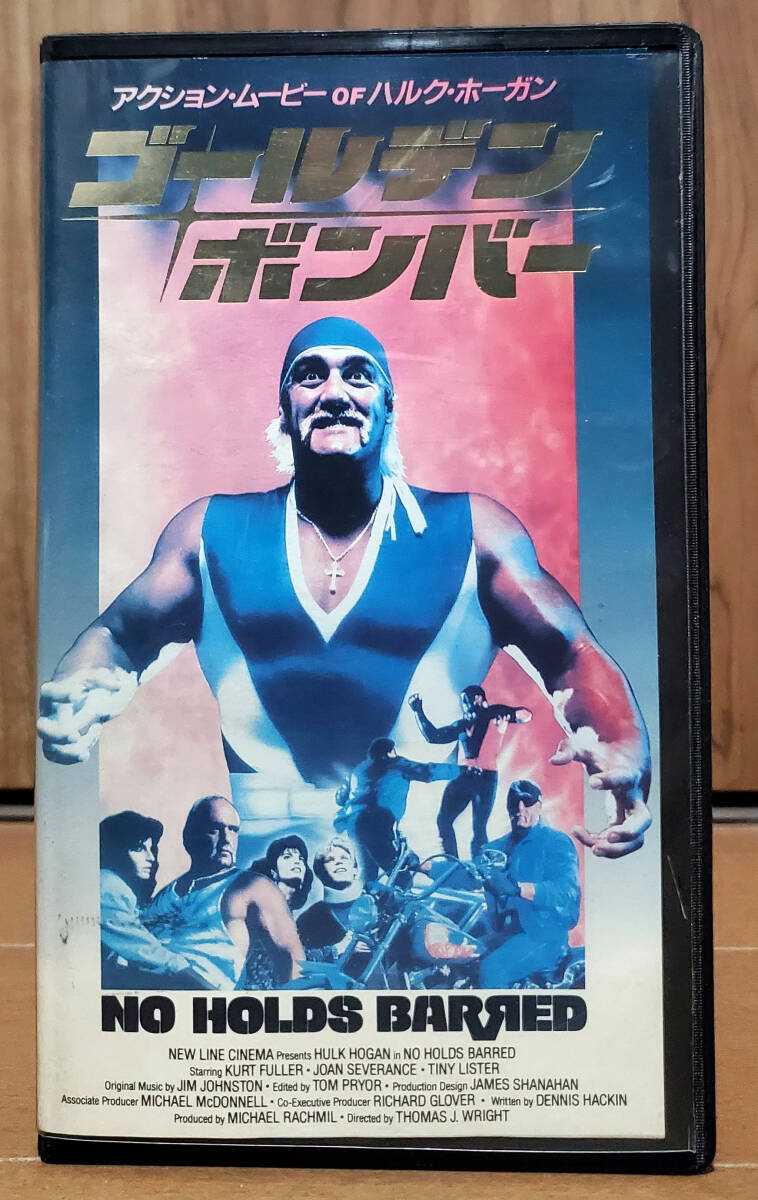 アクション・ムービー OF ハルク・ホーガン
ゴールデン
ボンバー
NO HOLDS BARRED
NEW LINE CINEMA Presents HULK HOGAN in NO HOLDS BARRED
Starring KURT FULLER • JOAN SEVERANCE • TINY LISTER
Original Music by JIM JOHNSTON • Edited by TOM PRYOR • Production Design JAMES SHANAHAN
Associate Producer MICHAEL McDONNELL • Co-Executive Producer RICHARD GLOVER • Written by DENNIS HACKIN
Produced by MICHAEL RACHMIL • Directed by THOMAS J. WRIGHT